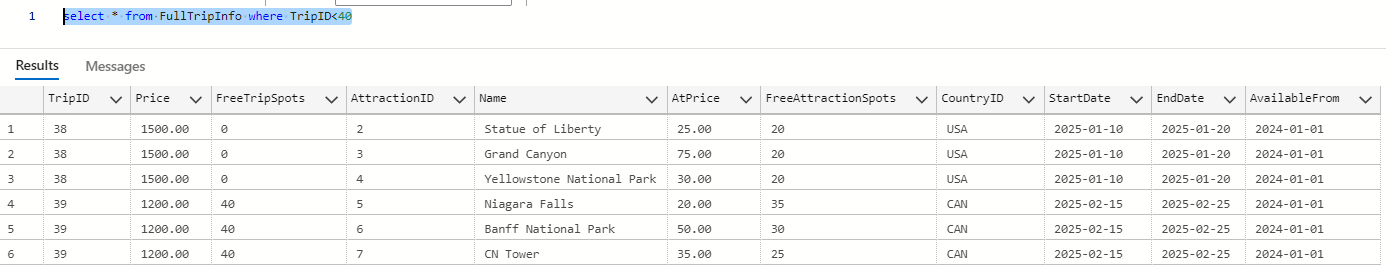 1 select * from FullTripInfo where TripID<40
Results Messages
TripID Price FreeTripSpots AttractionID Name AtPrice FreeAttractionSpots CountryID StartDate EndDate AvailableFrom
1 38 1500.00 0 2 Statue of Liberty 25.00 20 USA 2025-01-10 2025-01-20 2024-01-01
2 38 1500.00 0 3 Grand Canyon 75.00 20 USA 2025-01-10 2025-01-20 2024-01-01
3 38 1500.00 0 4 Yellowstone National Park 30.00 20 USA 2025-01-10 2025-01-20 2024-01-01
4 39 1200.00 40 5 Niagara Falls 20.00 35 CAN 2025-02-15 2025-02-25 2024-01-01
5 39 1200.00 40 6 Banff National Park 50.00 30 CAN 2025-02-15 2025-02-25 2024-01-01
6 39 1200.00 40 7 CN Tower 35.00 25 CAN 2025-02-15 2025-02-25 2024-01-01